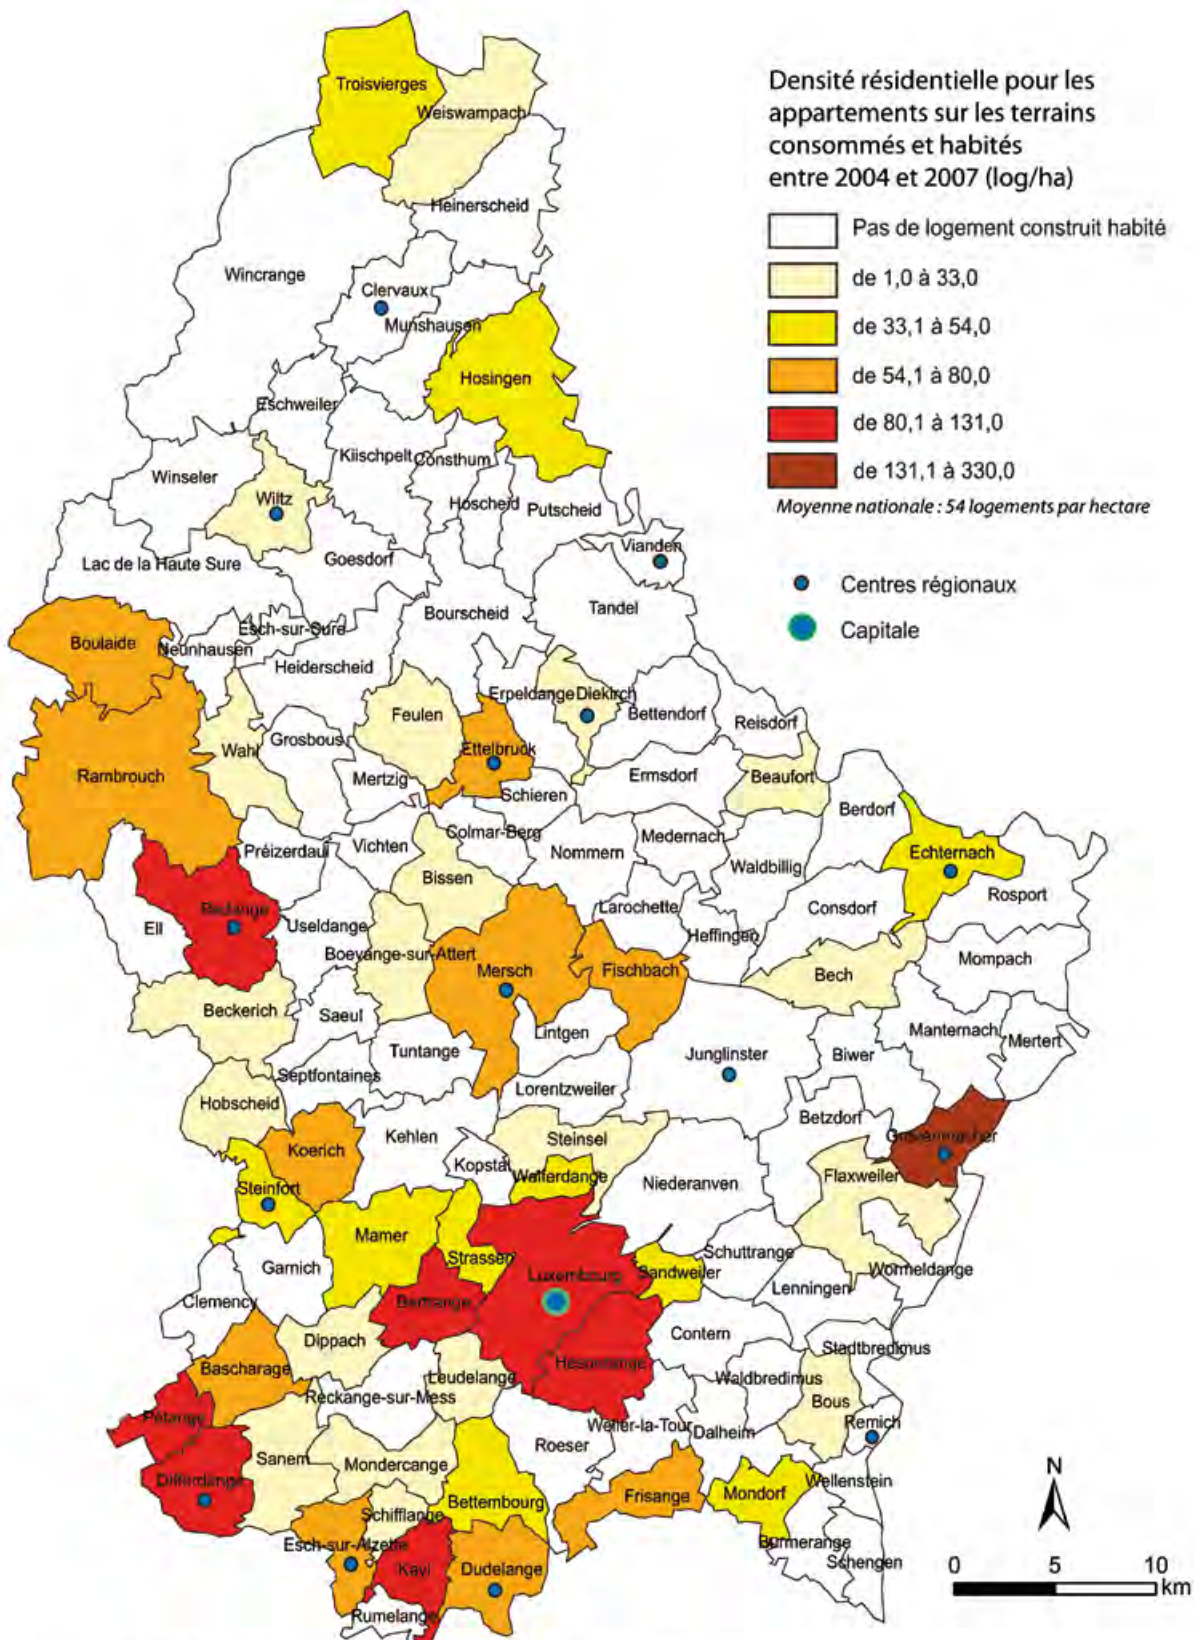 Densité résidentielle pour les
appartements sur les terrains
consommés et habités
entre 2004 et 2007 (log/ha)
Pas de logement construit habité
de 1,0 à 33,0
de 33,1 à 54,0
de 54,1 à 80,0
de 80,1 à 131,0
de 131,1 à 330,0
Moyenne nationale : 54 logements par hectare
Centres régionaux
Capitale
Troisvierges
Weiswampach
Heinerscheid
Wincrange
Clervaux
Munshausen
Hosingen
Eschweiler
Kiischpelt
Consthum
Winseler
Wiltz
Hoscheid
Putscheid
Vianden
Lac de la Haute Sure
Goesdorf
Bourscheid
Tandel
Boulaide
Neunhausen
Esch-sur-Sure
Heiderscheid
Erpeldange
Diekirch
Bettendorf
Reisdorf
Feulen
Wahl
Grosbous
Ettelbruck
Rambrouch
Mertzig
Schieren
Ermsdorf
Beaufort
Berdorf
Préizerdaul
Vichten
Colmar-Berg
Nommern
Medernach
Waldbillig
Echternach
Bissen
Rosport
Redange
Ell
Useldange
Larochette
Consdorf
Heffingen
Boevange-sur-Attert
Mersch
Fischbach
Bech
Mompach
Beckerich
Saeul
Lintgen
Manternach
Mertert
Tuntange
Junglinster
Biwer
Septfontaines
Lorentzweiler
Hobscheid
Betzdorf
Kehlen
Steinsel
Grevenmacher
Koerich
Kopstal
Walferdange
Niederanven
Flaxweiler
Steinfort
Mamer
Strassen
Schuttrange
Garnich
Luxembourg
Sandweiler
Wormeldange
Lenningen
Clemency
Bertrange
Contern
Dippach
Stadtbredimus
Bascharage
Leudelange
Hesperange
Waldbredimus
Reckange-sur-Mess
Bous
Pétange
Weiler-la-Tour
Dalheim
Remich
Roeser
Sanem
Mondercange
Differdange
Wellenstein
Bettembourg
Frisange
Mondorf
Schifflange
Esch-sur-Alzette
Burmerange
Schengen
Kayl
Dudelange
Rumelange
N
0
5
10
km